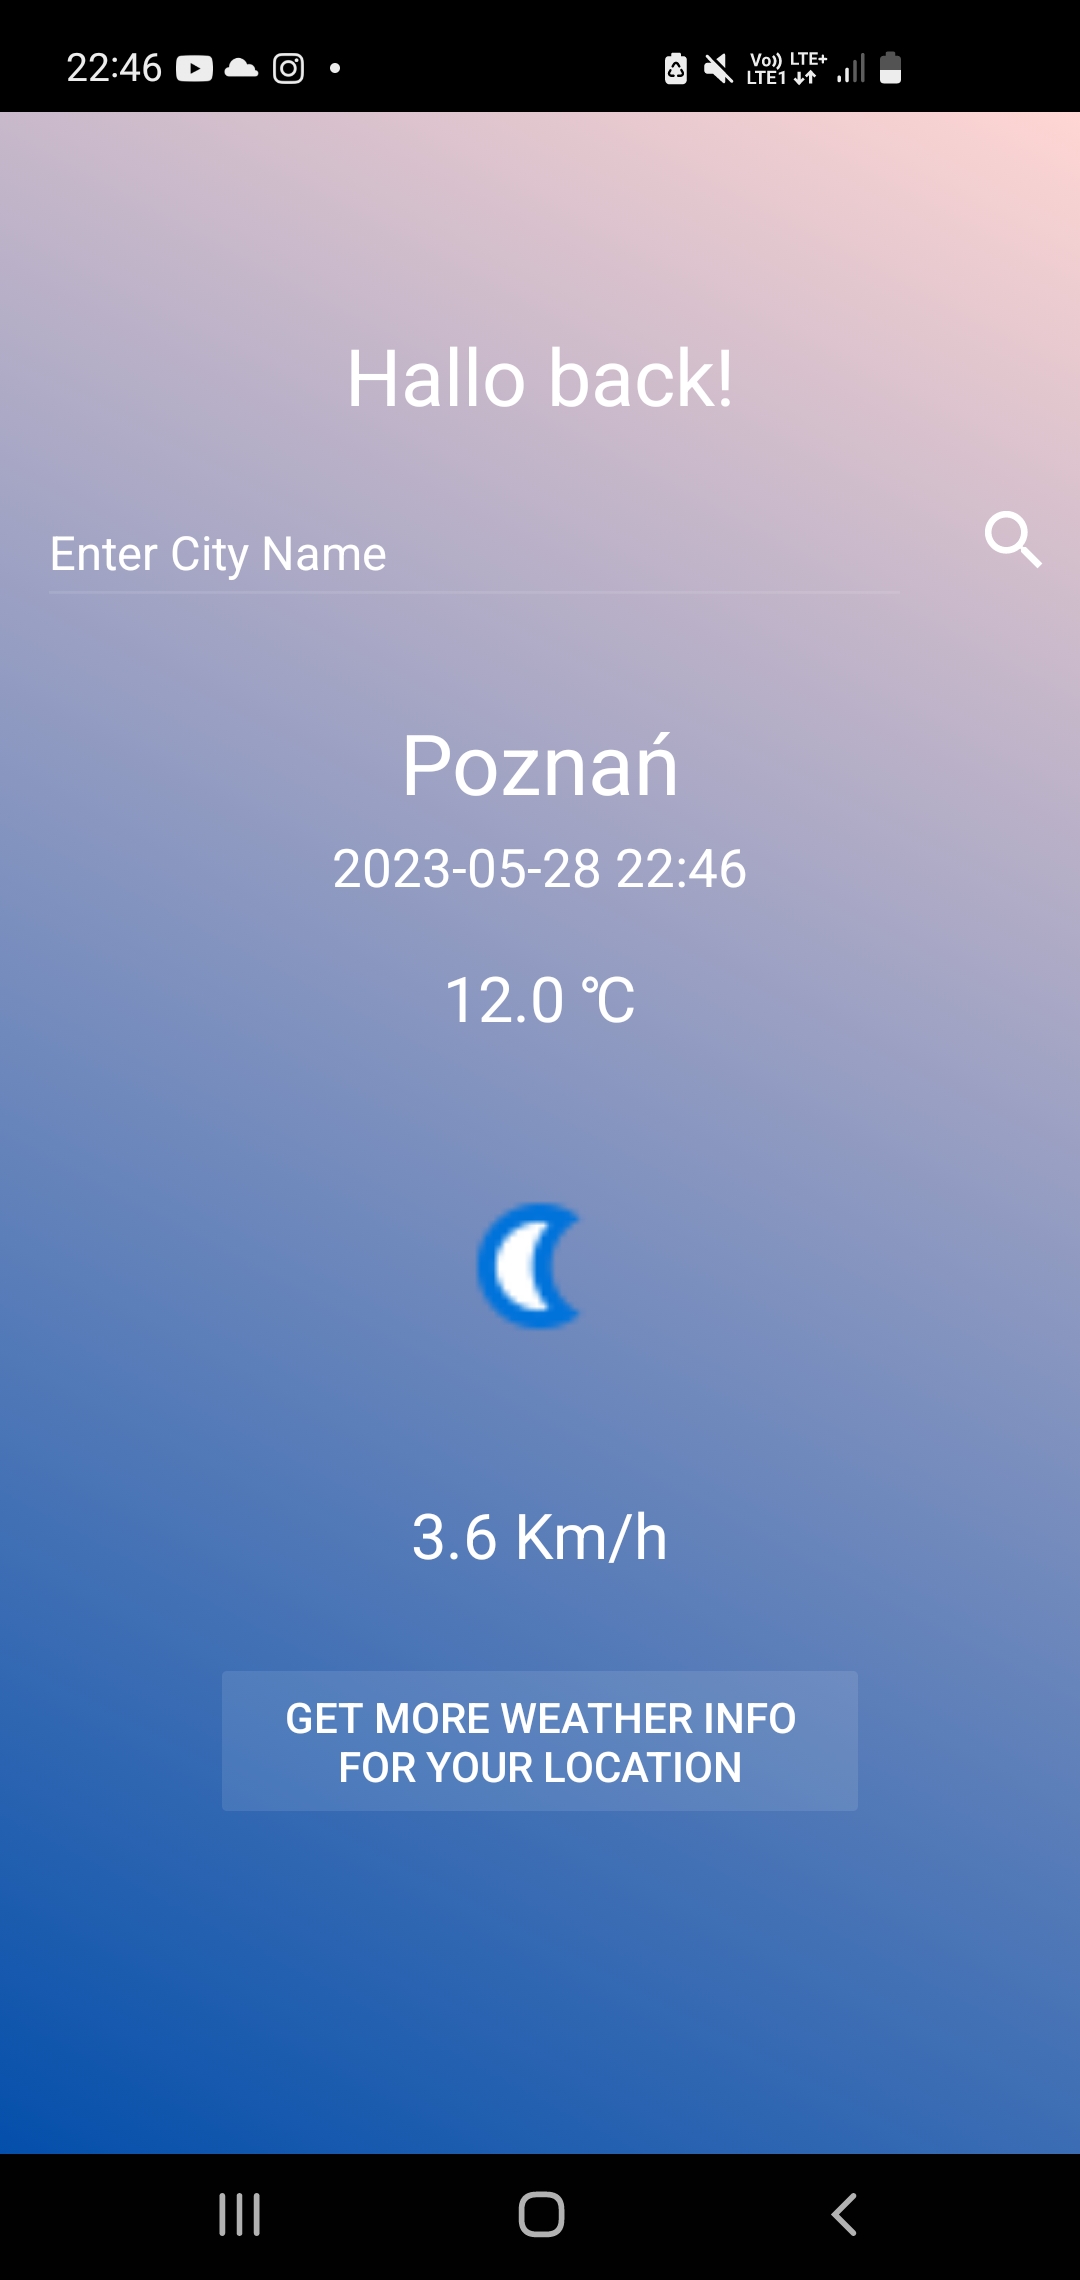 22:46
Vo)) LTE+
LTE1
Hallo back!
Enter City Name
Poznań
2023-05-28 22:46
12.0 °C
3.6 Km/h
GET MORE WEATHER INFO
FOR YOUR LOCATION